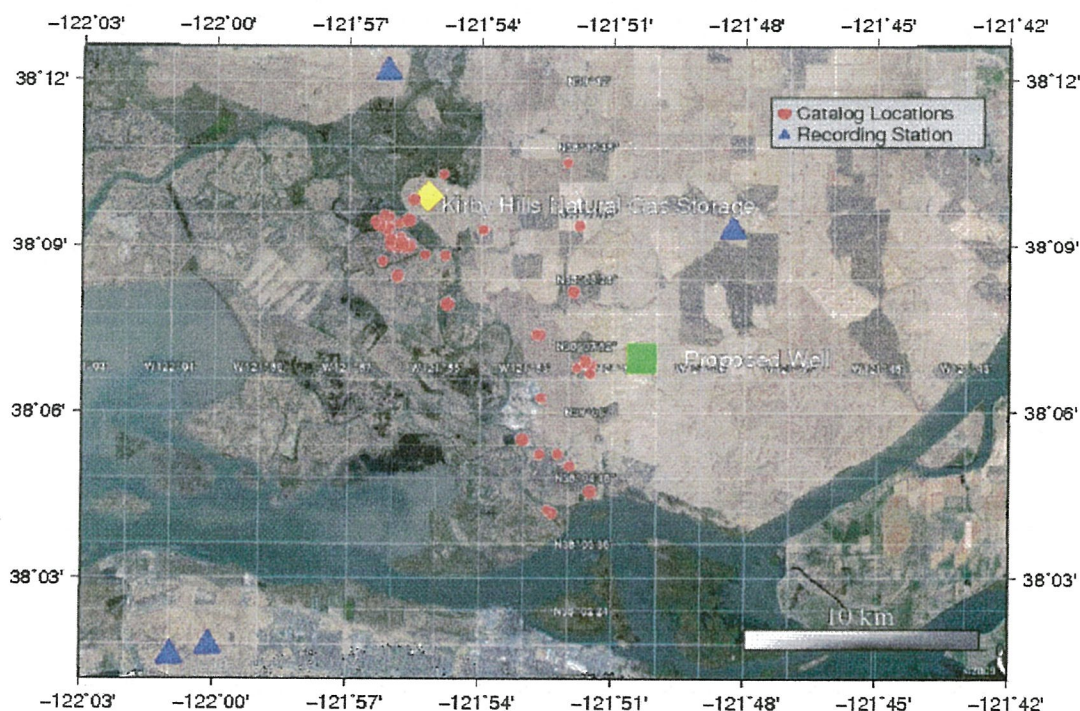 −122˚03' −122˚00' −121˚57' −121˚54' −121˚51' −121˚48' −121˚45' −121˚42'
38˚12' 38˚12'
Catalog Locations
Recording Station
Kirby Hills Natural Gas Storage
38˚09' 38˚09'
Proposed Well
38˚06' 38˚06'
38˚03' 38˚03'
10 km
−122˚03' −122˚00' −121˚57' −121˚54' −121˚51' −121˚48' −121˚45' −121˚42'